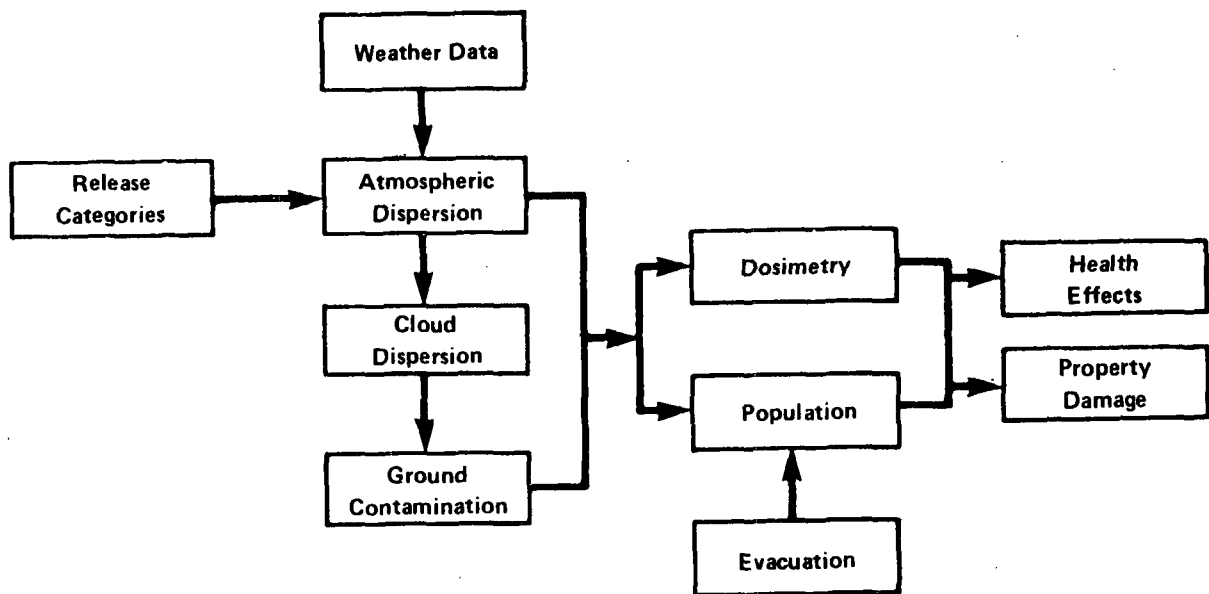 Weather Data
Release
Categories
Atmospheric
Dispersion
Cloud
Dispersion
Ground
Contamination
Dosimetry
Population
Evacuation
Health
Effects
Property
Damage